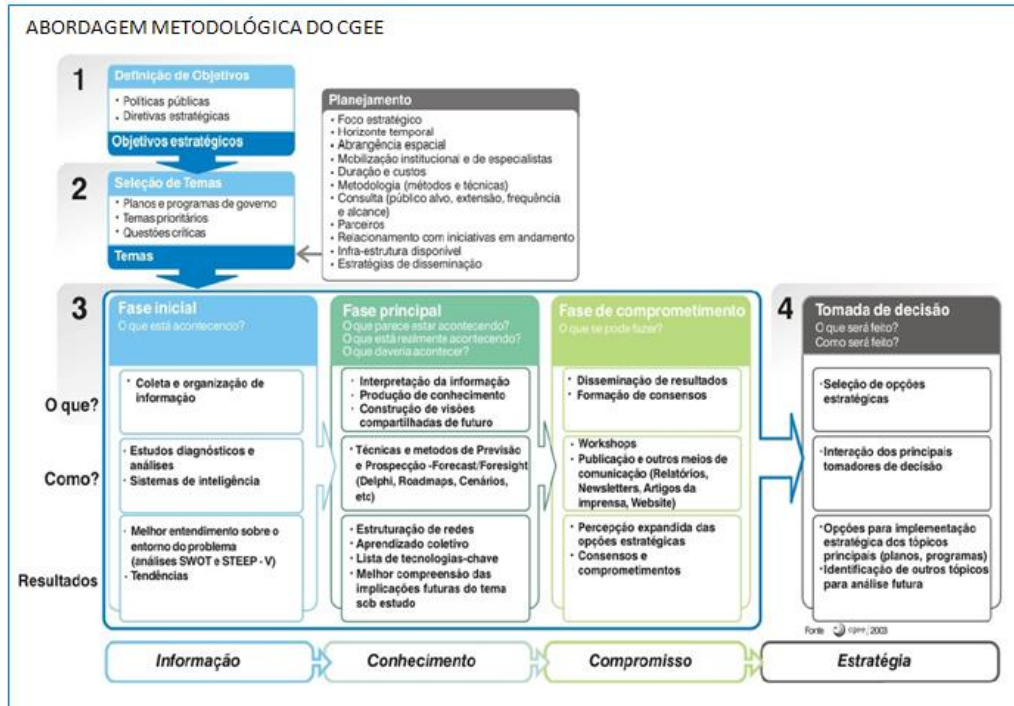 ABORDAGEM METODOLÓGICA DO CGEE
1
Definição de Objetivos
• Políticas públicas
• Diretivas estratégicas
Objetivos estratégicos
2
Seleção de Temas
• Planos e programas de governo
• Temas prioritários
• Questões críticas
Temas
Planejamento
• Foco estratégico
• Horizonte temporal
• Abrangência espacial
• Mobilização institucional e de especialistas
• Duração e custos
• Metodologia (métodos e técnicas)
• Consulta (público alvo, extensão, frequência
e alcance)
• Parceiros
• Relacionamento com iniciativas em andamento
• Infra-estrutura disponível
• Estratégias de disseminação
3
Fase inicial
O que está acontecendo?
Fase principal
O que parece estar acontecendo?
O que está realmente acontecendo?
O que deveria acontecer?
Fase de comprometimento
O que se pode fazer?
4
Tomada de decisão
O que será feito?
Como será feito?
O que?
• Coleta e organização de
informação
• Interpretação da informação
• Produção de conhecimento
• Construção de visões
compartilhadas de futuro
• Disseminação de resultados
• Formação de consensos
• Seleção de opções
estratégicas
Como?
• Estudos diagnósticos e
análises
• Sistemas de inteligência
• Técnicas e metodos de Previsão
e Prospecção -Forecast/Foresight
(Delphi, Roadmaps, Cenários,
etc)
• Workshops
• Publicação e outros meios de
comunicação (Relatórios,
Newsletters, Artigos da
imprensa, Website)
• Interação dos principais
tomadores de decisão
Resultados
• Melhor entendimento sobre o
entorno do problema
(análises SWOT e STEEP - V)
• Tendências
• Estruturação de redes
• Aprendizado coletivo
• Lista de tecnologias-chave
• Melhor compreensão das
implicações futuras do tema
sob estudo
• Percepção expandida das
opções estratégicas
• Consensos e
comprometimentos
• Opções para implementação
estratégica dos tópicos
principais (planos, programas)
• Identificação de outros tópicos
para análise futura
Fonte cgee, 2003
Informação
Conhecimento
Compromisso
Estratégia